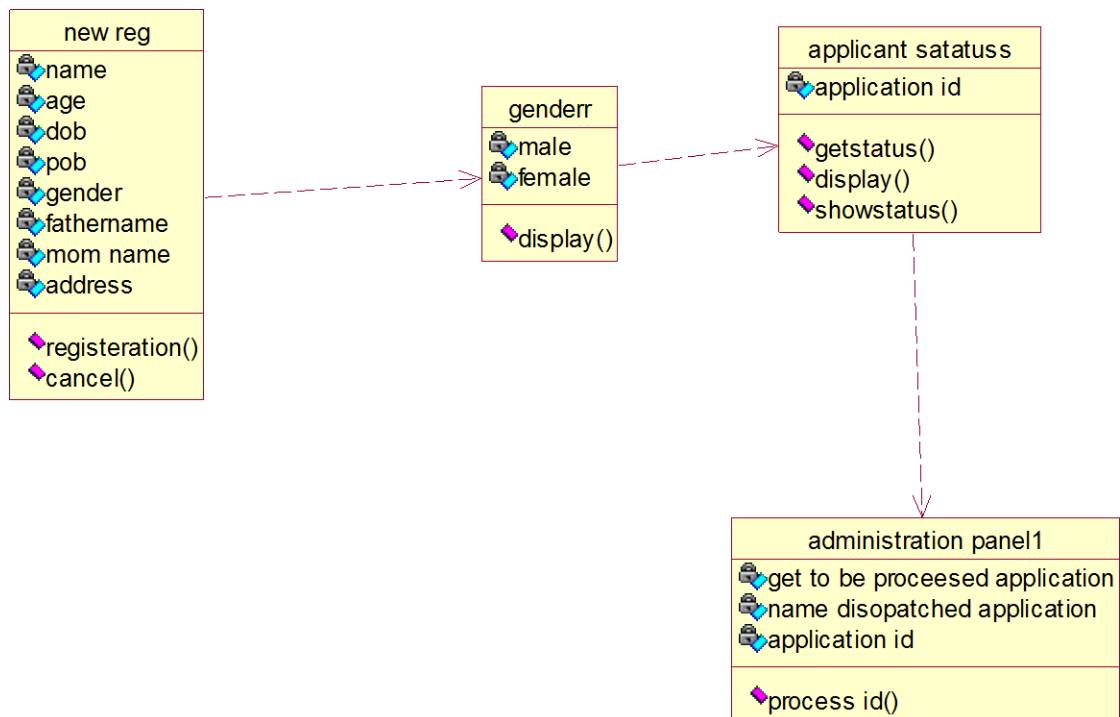 new reg
name
age
dob
pob
gender
fathername
mom name
address
registeration()
cancel()
genderr
male
female
display()
applicant satatuss
application id
getstatus()
display()
showstatus()
administration panel1
get to be proceesed application
name disopatched application
application id
process id()